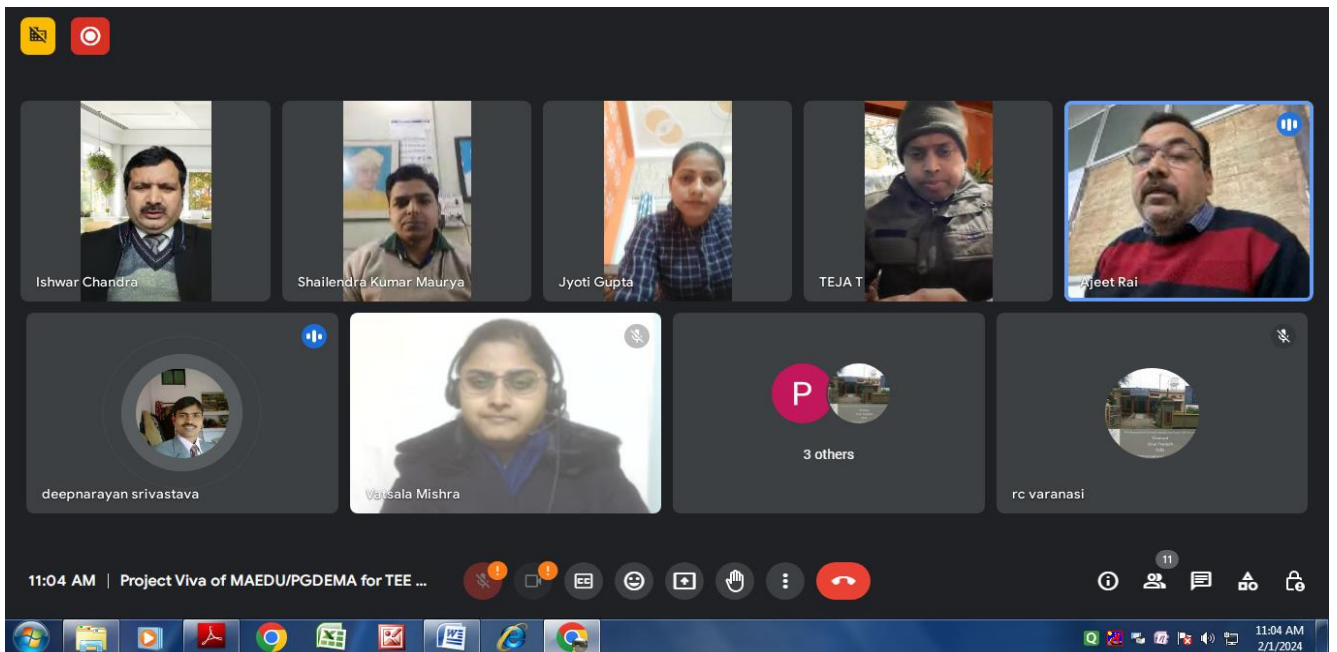 Ishwar Chandra
Shailendra Kumar Maurya
Jyoti Gupta
TEJA T
Ajeet Rai
deepnarayan srivastava
Vatsala Mishra
P
3 others
rc varanasi
11:04 AM | Project Viva of MAEDU/PGDEMA for TEE ...
CC
11
11:04 AM
2/1/2024